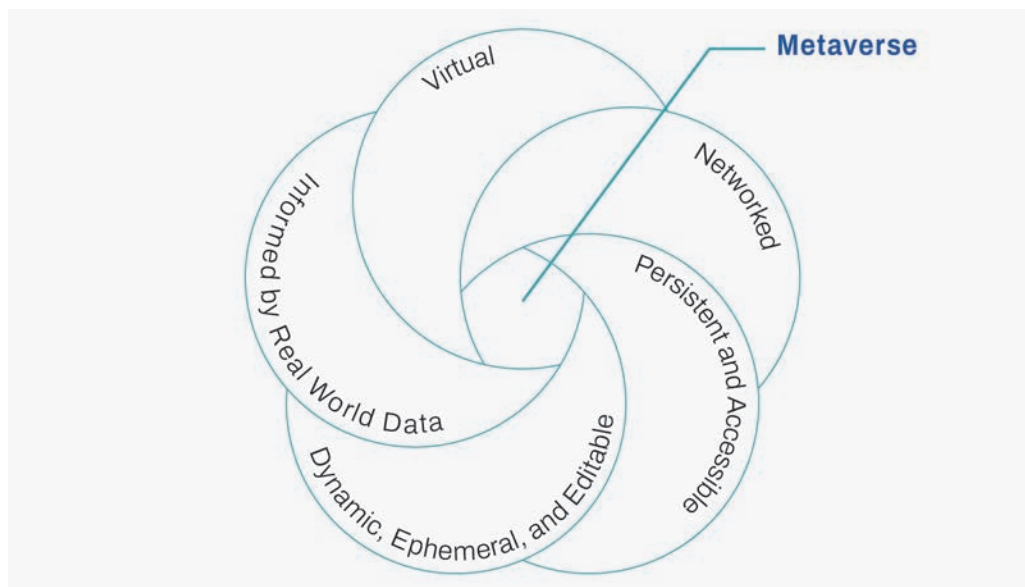 Metaverse
Virtual
Networked
Persistent and Accessible
Dynamic, Ephemeral, and Editable
Informed by Real World Data